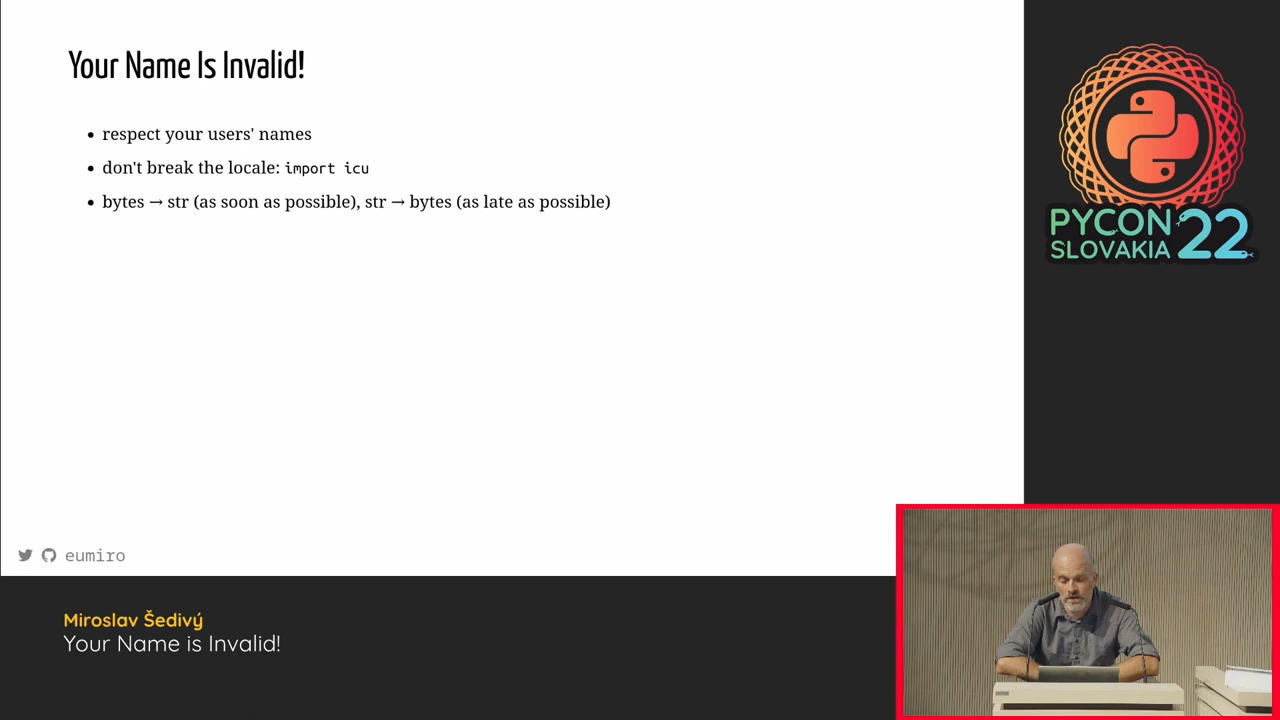 Your Name Is Invalid!
respect your users' names
don't break the locale: import icu
bytes → str (as soon as possible), str → bytes (as late as possible)
eumiro
PYCON
SLOVAKIA
22
Miroslav Šedivý
Your Name is Invalid!